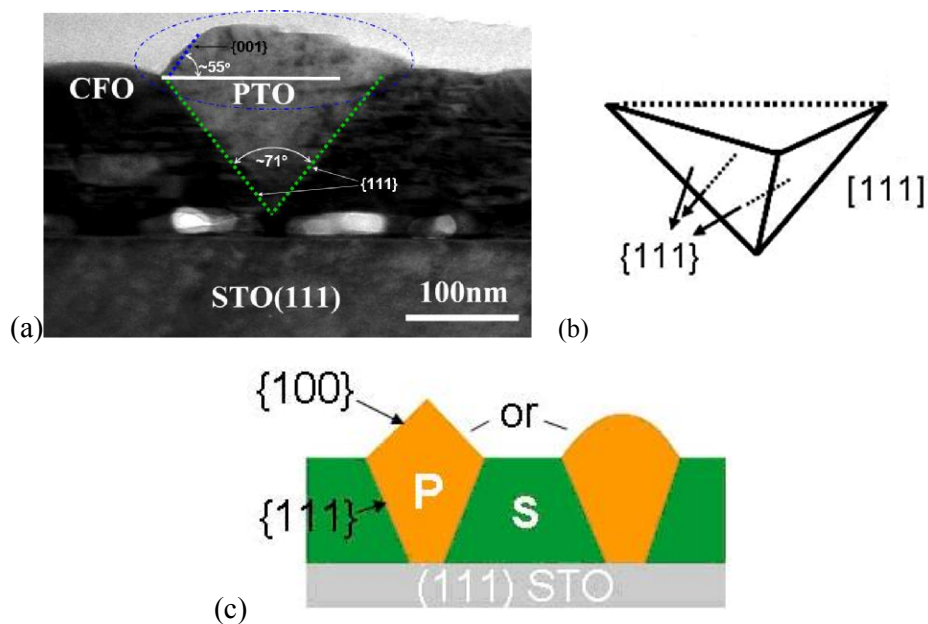 {001}
~55°
CFO
PTO
~71°
{111}
STO(111)
100nm
(a)
[111]
{111}
(b)
{100}
or
P
S
{111}
(111) STO
(c)